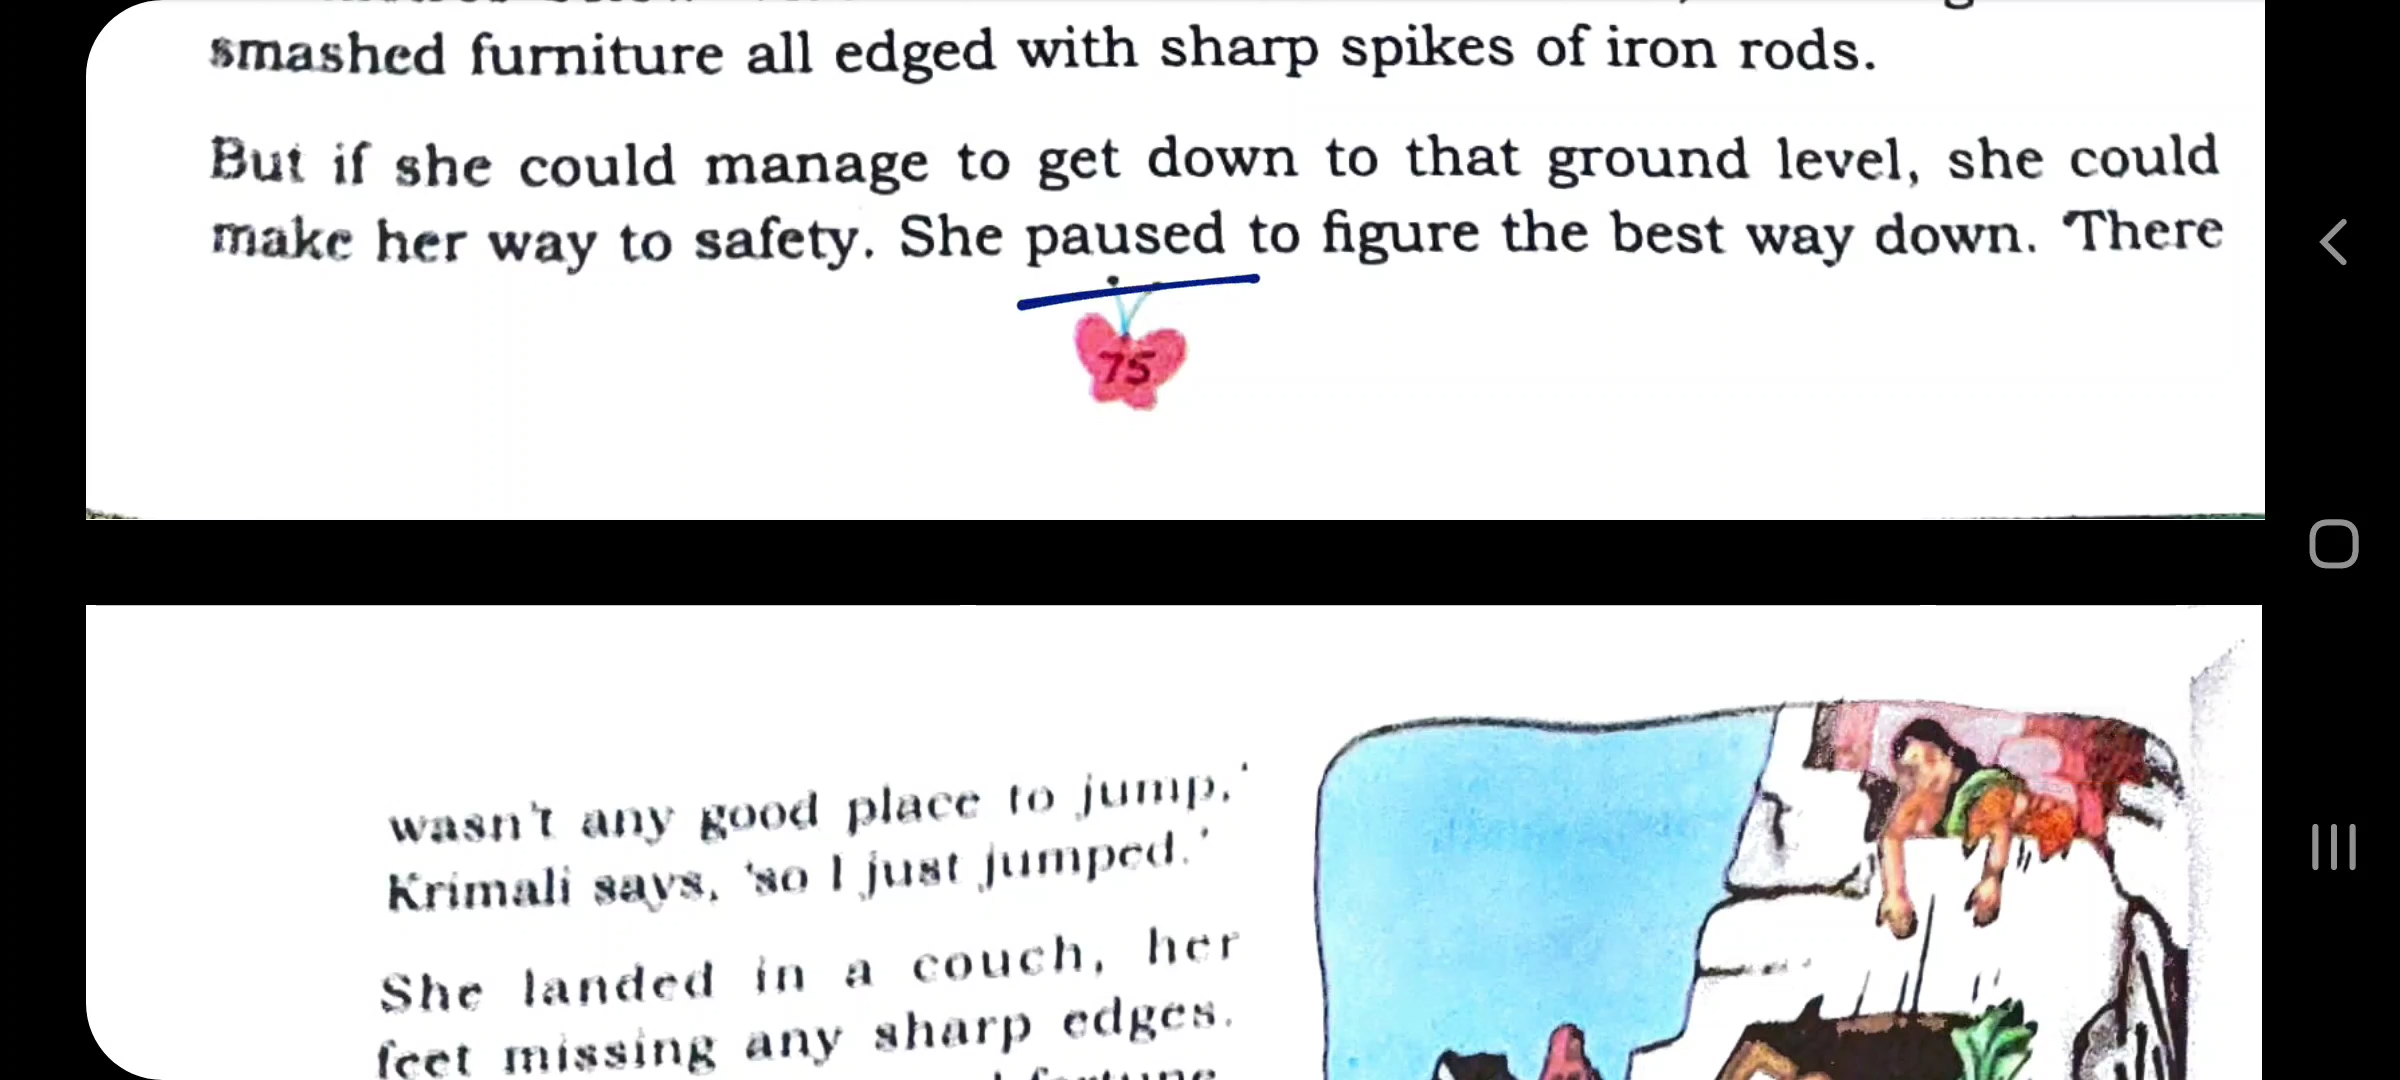 smashed furniture all edged with sharp spikes of iron rods.
But if she could manage to get down to that ground level, she could
make her way to safety. She paused to figure the best way down. 'There
75
wasn't any good place to jump,'
Krimali says, 'so I just jumped.'
She landed in a couch, her
feet missing any sharp edges.
fortune